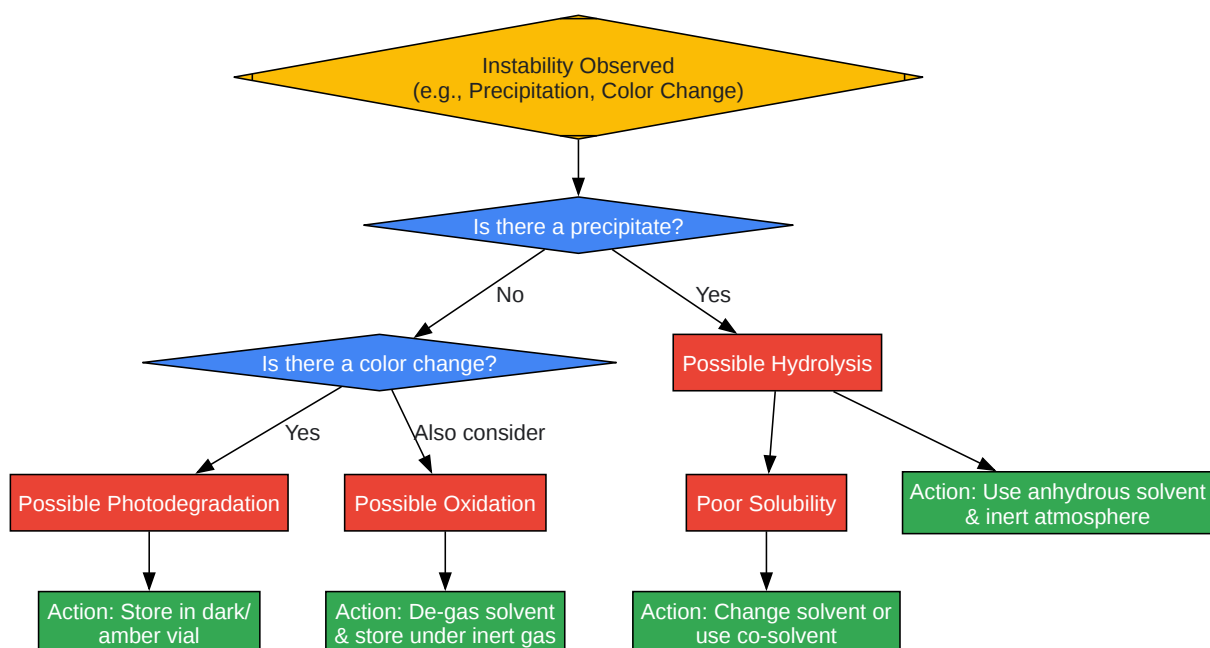 Instability Observed
(e.g., Precipitation, Color Change)
Is there a precipitate?
No
Yes
Is there a color change?
Possible Hydrolysis
Yes
Also consider
Possible Photodegradation
Possible Oxidation
Poor Solubility
Action: Use anhydrous solvent
& inert atmosphere
Action: Store in dark/
amber vial
Action: De-gas solvent
& store under inert gas
Action: Change solvent or
use co-solvent